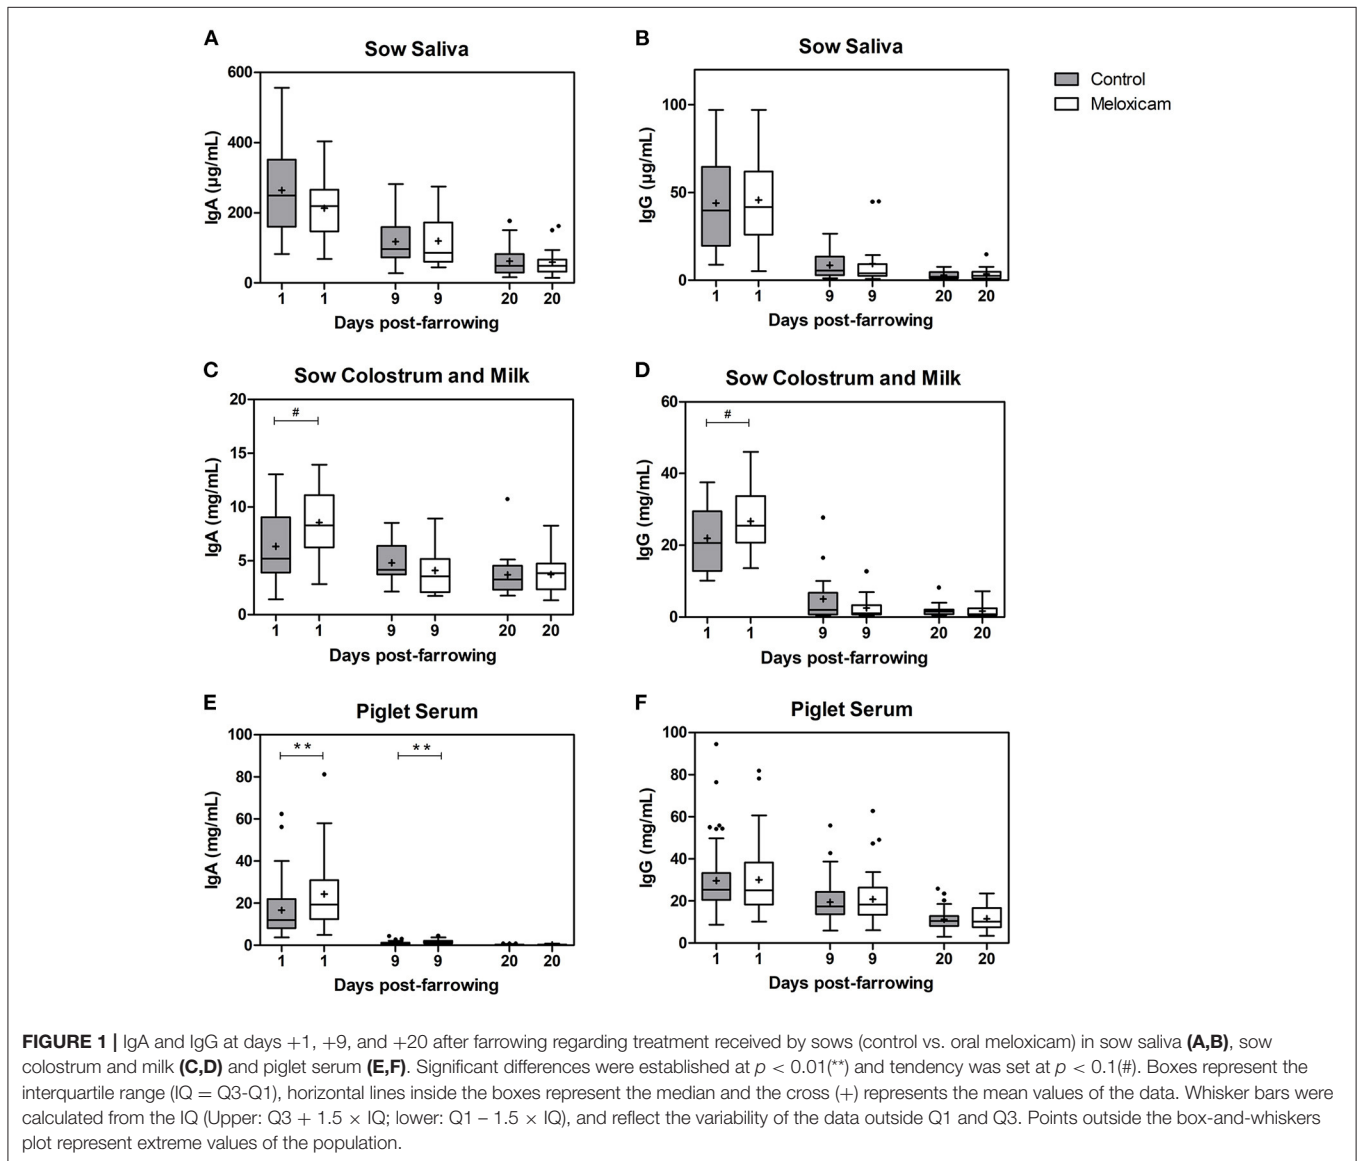 A
Sow Saliva
600
400
200
0
IgA (µg/mL)
1 1 9 9 20 20
Days post-farrowing
B
Sow Saliva
100
50
0
IgG (µg/mL)
1 1 9 9 20 20
Days post-farrowing
Control
Meloxicam
C
Sow Colostrum and Milk
20
15
10
5
0
IgA (mg/mL)
#
1 1 9 9 20 20
Days post-farrowing
D
Sow Colostrum and Milk
60
40
20
0
IgG (mg/mL)
#
1 1 9 9 20 20
Days post-farrowing
E
Piglet Serum
100
80
60
40
20
0
IgA (mg/mL)
** **
1 1 9 9 20 20
Days post-farrowing
F
Piglet Serum
100
80
60
40
20
0
IgG (mg/mL)
1 1 9 9 20 20
Days post-farrowing
FIGURE 1 | IgA and IgG at days +1, +9, and +20 after farrowing regarding treatment received by sows (control vs. oral meloxicam) in sow saliva (A,B), sow
colostrum and milk (C,D) and piglet serum (E,F). Significant differences were established at p < 0.01(**) and tendency was set at p < 0.1(#). Boxes represent the
interquartile range (IQ = Q3-Q1), horizontal lines inside the boxes represent the median and the cross (+) represents the mean values of the data. Whisker bars were
calculated from the IQ (Upper: Q3 + 1.5 × IQ; lower: Q1 – 1.5 × IQ), and reflect the variability of the data outside Q1 and Q3. Points outside the box-and-whiskers
plot represent extreme values of the population.